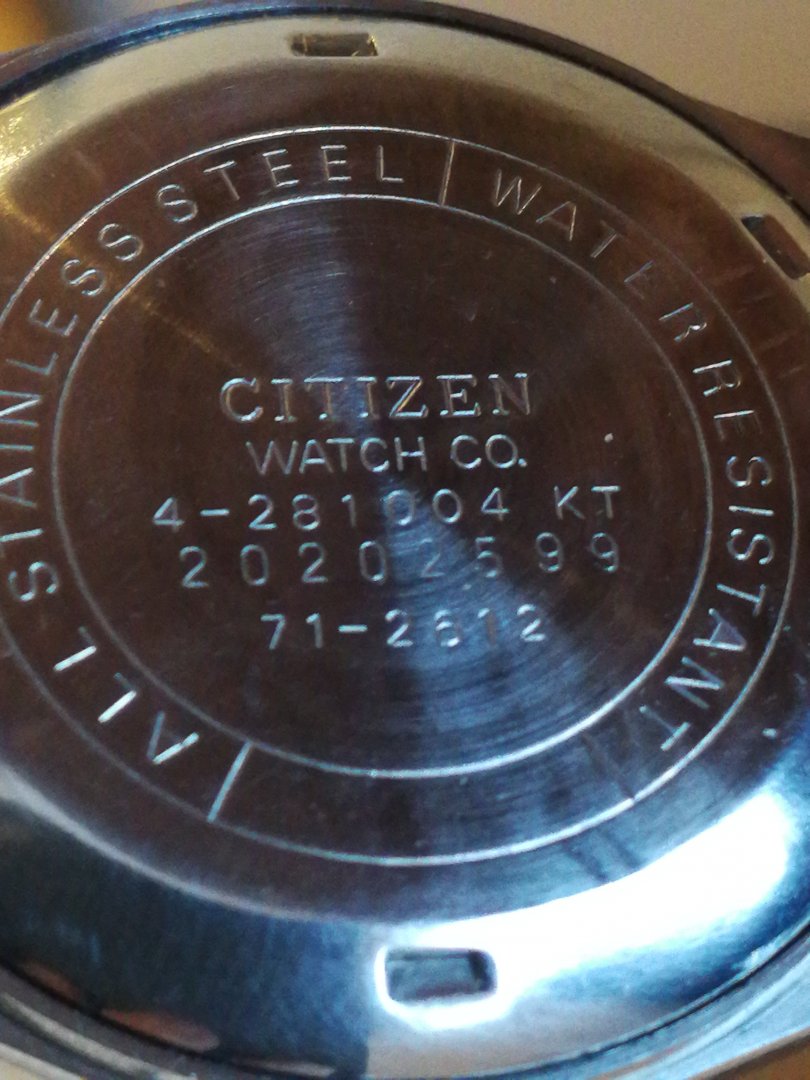 ALL STAINLESS STEEL
WATER RESISTANT
CITIZEN
WATCH CO.
4-281004 KT
20202599
71-2612